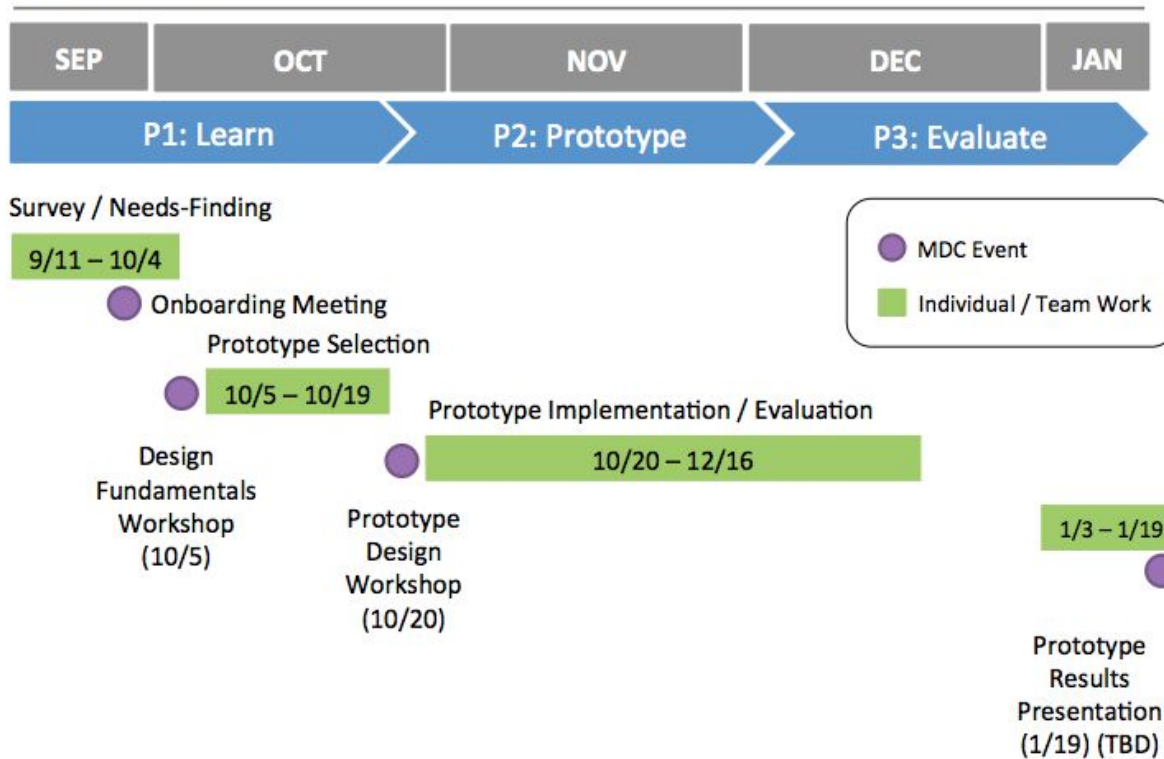 SEP
OCT
NOV
DEC
JAN
P1: Learn
P2: Prototype
P3: Evaluate
Survey / Needs-Finding
9/11 – 10/4
MDC Event
Individual / Team Work
Onboarding Meeting
Prototype Selection
10/5 – 10/19
Design
Fundamentals
Workshop
(10/5)
Prototype Implementation / Evaluation
10/20 – 12/16
Prototype
Design
Workshop
(10/20)
1/3 – 1/19
Prototype
Results
Presentation
(1/19) (TBD)